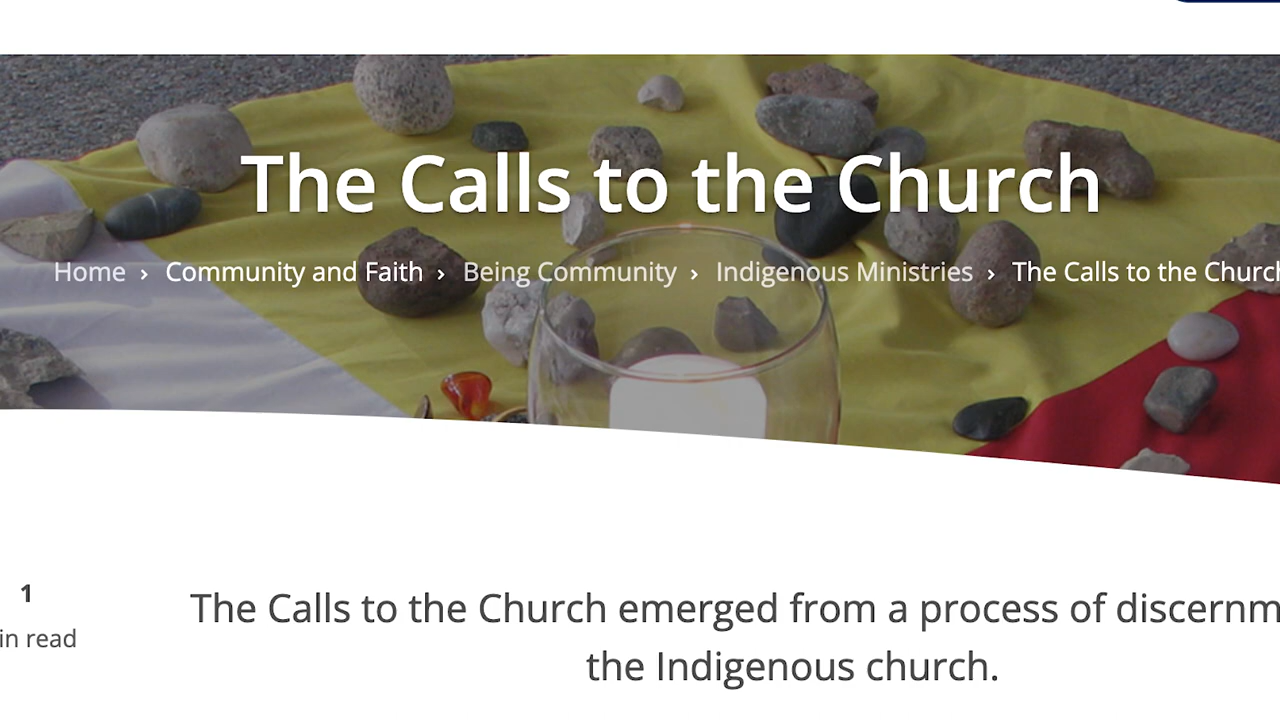 The Calls to the Church
Home › Community and Faith › Being Community › Indigenous Ministries › The Calls to the Church
1
in read
The Calls to the Church emerged from a process of discernm
the Indigenous church.